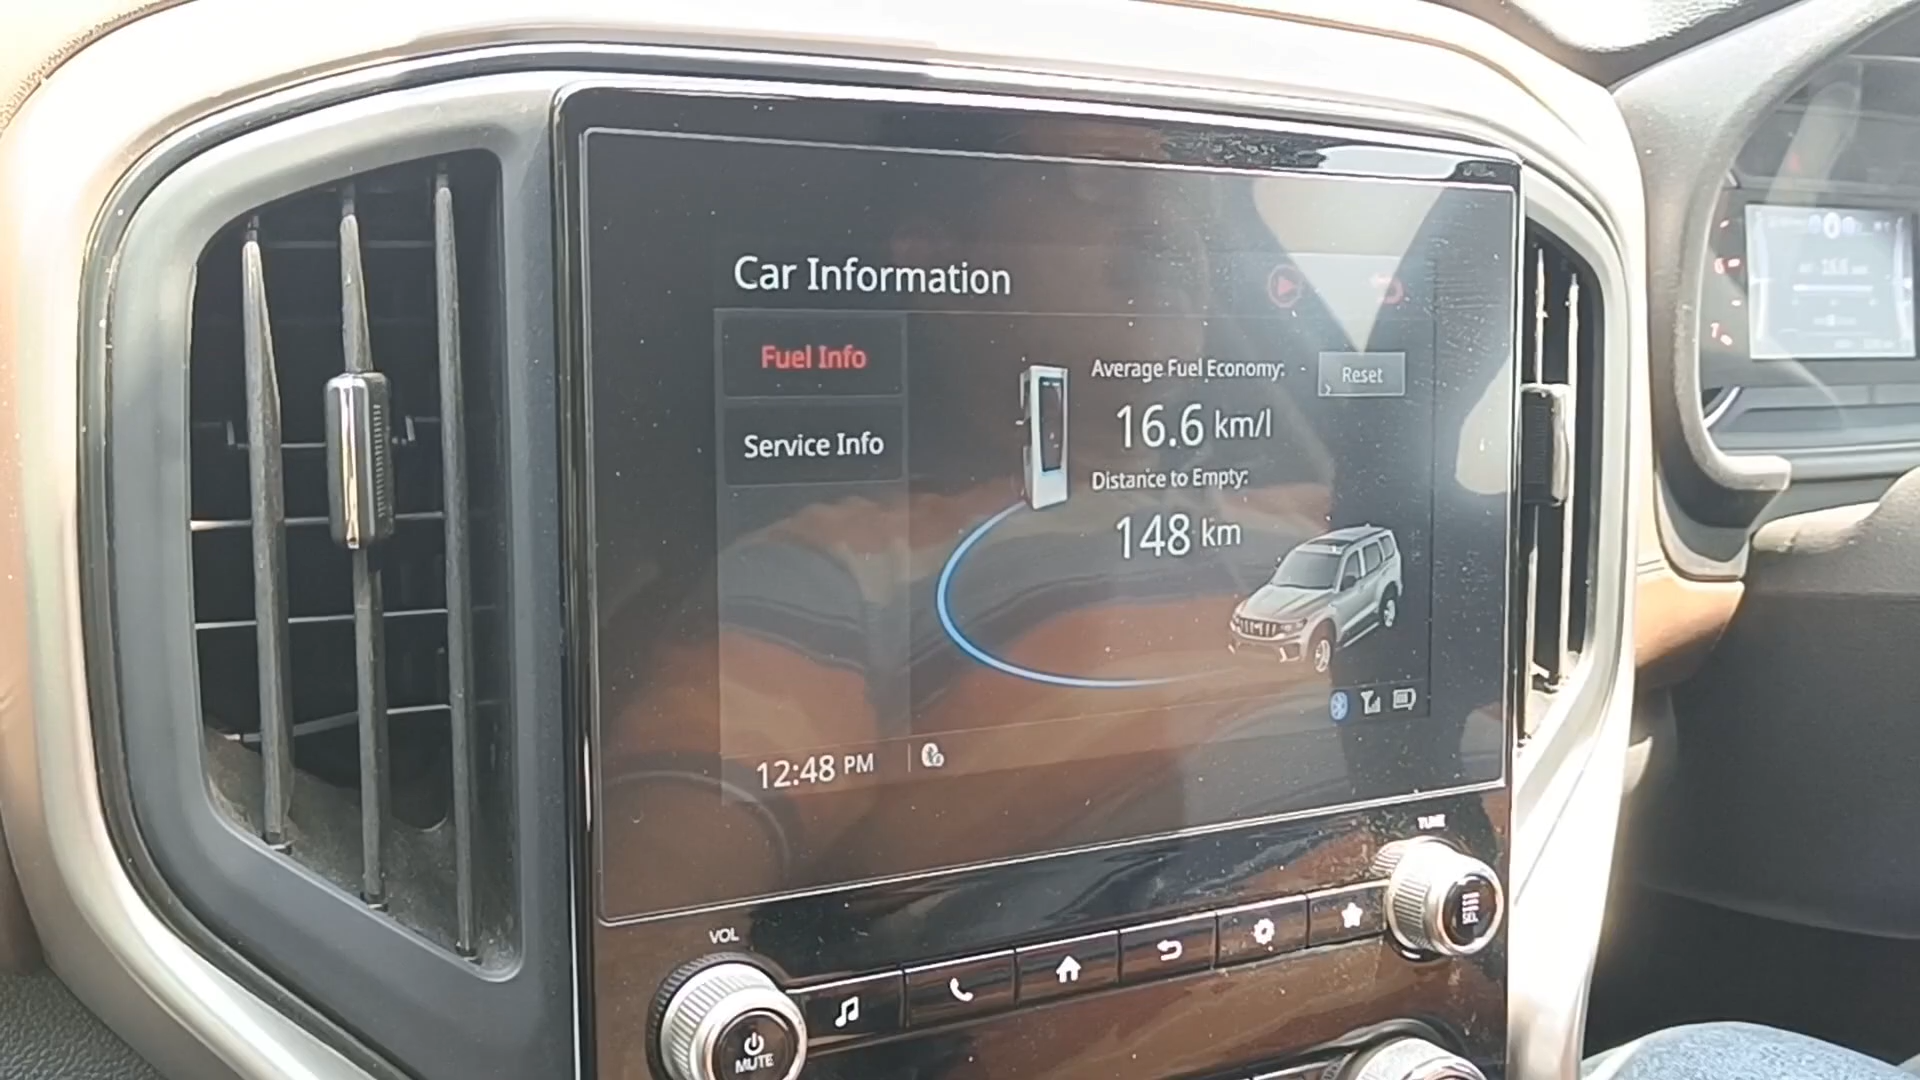 Car Information
Fuel Info
Service Info
Average Fuel Economy:
Reset
16.6 km/l
Distance to Empty:
148 km
12:48 PM
TUNE
VOL
MUTE